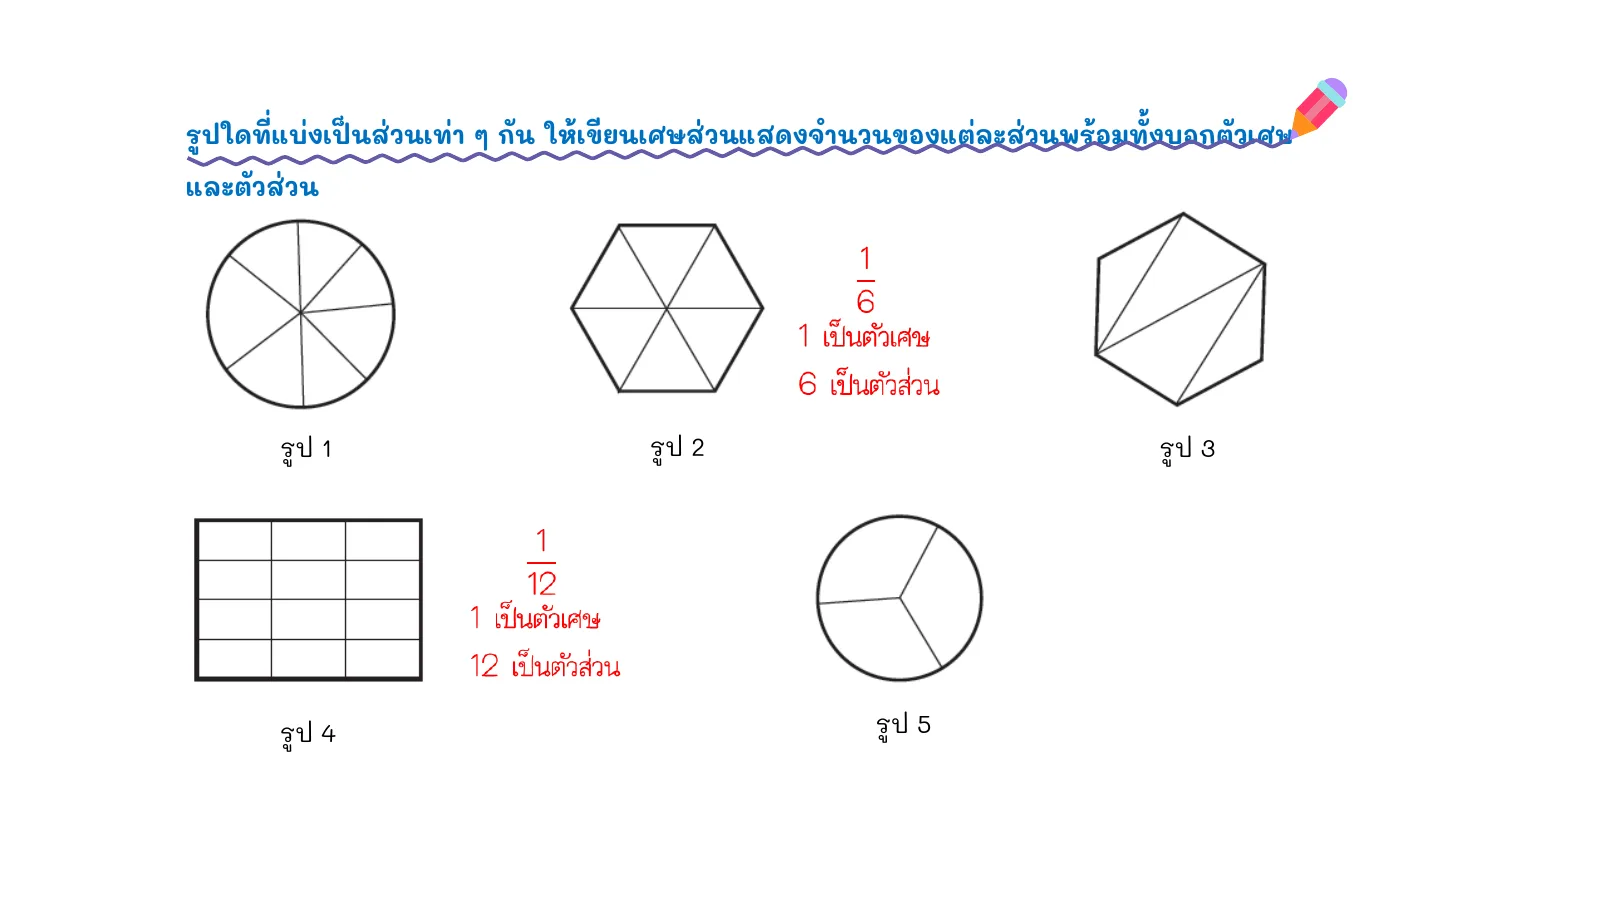 รูปใดที่แบ่งเป็นส่วนเท่า ๆ กัน ให้เขียนเศษส่วนแสดงจำนวนของแต่ละส่วนพร้อมทั้งบอกตัวเศษ
และตัวส่วน
1
6
1 เป็นตัวเศษ
6 เป็นตัวส่วน
รูป 1
รูป 2
รูป 3
1
12
1 เป็นตัวเศษ
12 เป็นตัวส่วน
รูป 4
รูป 5